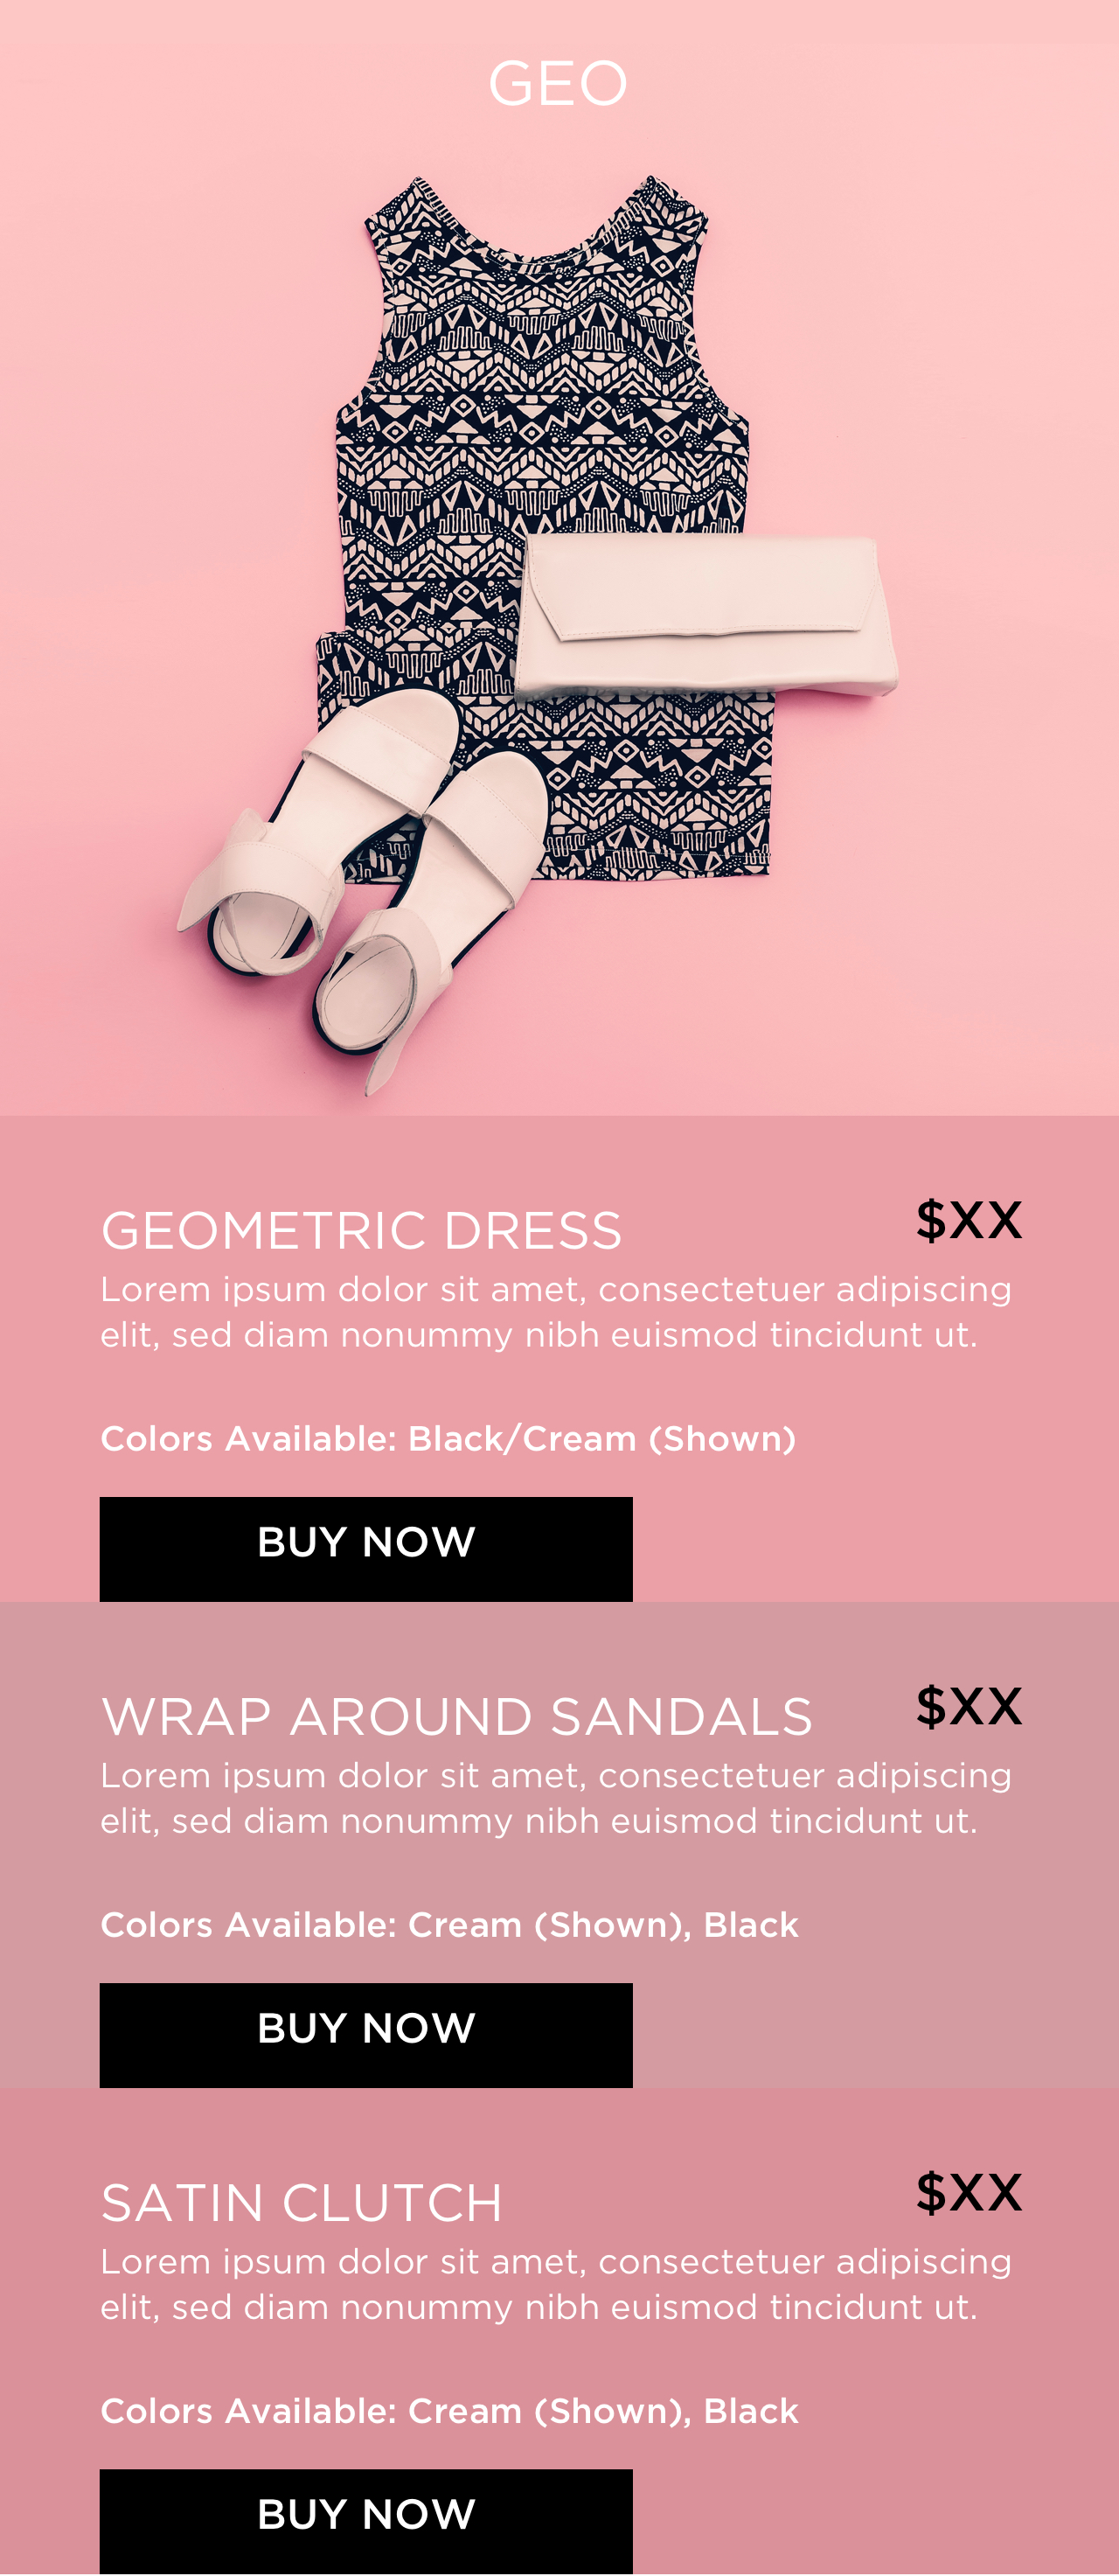 GEO
GEOMETRIC DRESS
$XX
Lorem ipsum dolor sit amet, consectetuer adipiscing
elit, sed diam nonummy nibh euismod tincidunt ut.
Colors Available: Black/Cream (Shown)
BUY NOW
WRAP AROUND SANDALS
$XX
Lorem ipsum dolor sit amet, consectetuer adipiscing
elit, sed diam nonummy nibh euismod tincidunt ut.
Colors Available: Cream (Shown), Black
BUY NOW
SATIN CLUTCH
$XX
Lorem ipsum dolor sit amet, consectetuer adipiscing
elit, sed diam nonummy nibh euismod tincidunt ut.
Colors Available: Cream (Shown), Black
BUY NOW